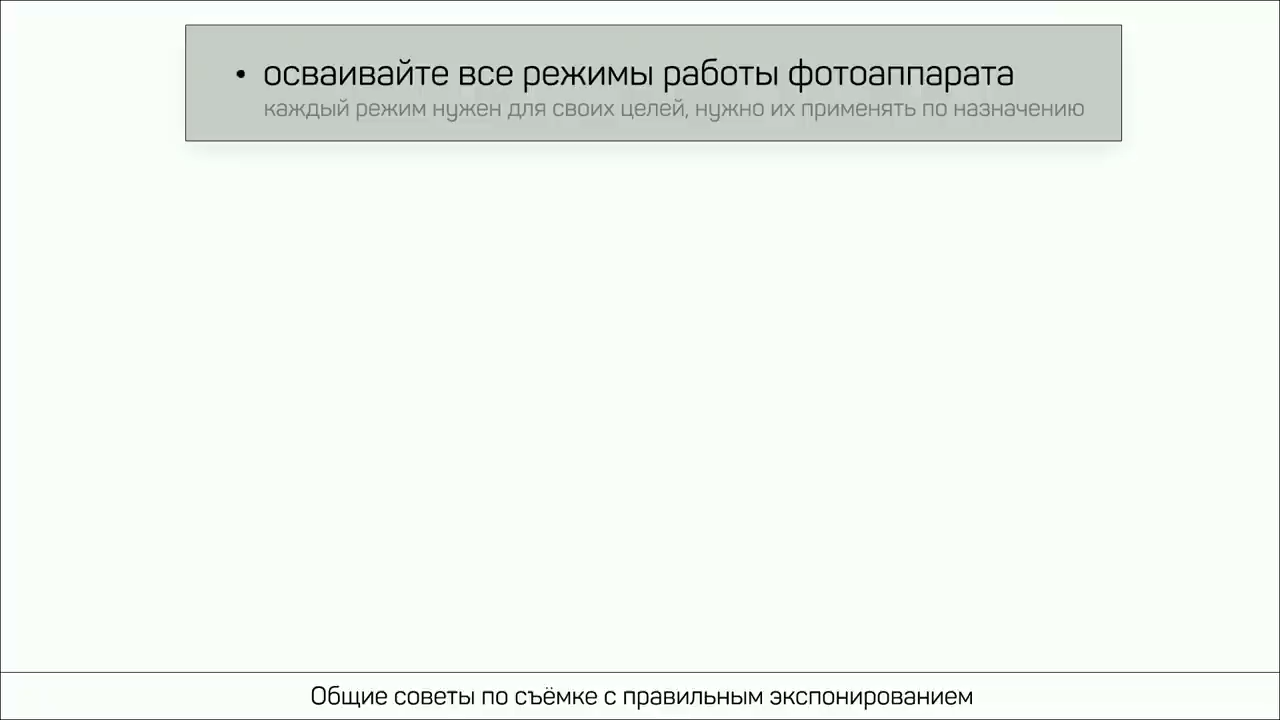 • осваивайте все режимы работы фотоаппарата
каждый режим нужен для своих целей, нужно их применять по назначению
Общие советы по съёмке с правильным экспонированием